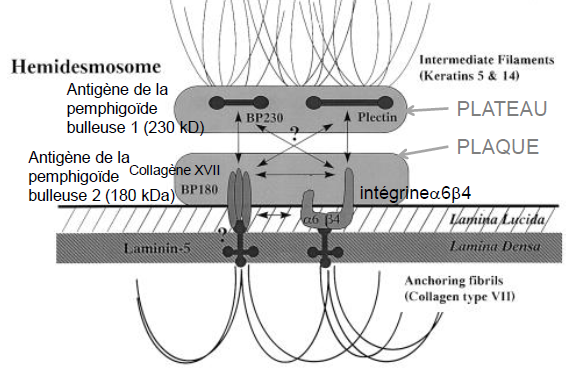 Intermediate Filaments
(Keratins 5 & 14)
Hemidesmosome
Antigène de la
pemphigoïde
bulleuse 1 (230 kD)
BP230
Plectin
PLATEAU
?
PLAQUE
Antigène de la
pemphigoïde
bulleuse 2 (180 kDa)
Collagène XVII
BP180
intégrineα6β4
α6 β4
Lamina Lucida
?
Laminin-5
Lamina Densa
Anchoring fibrils
(Collagen type VII)